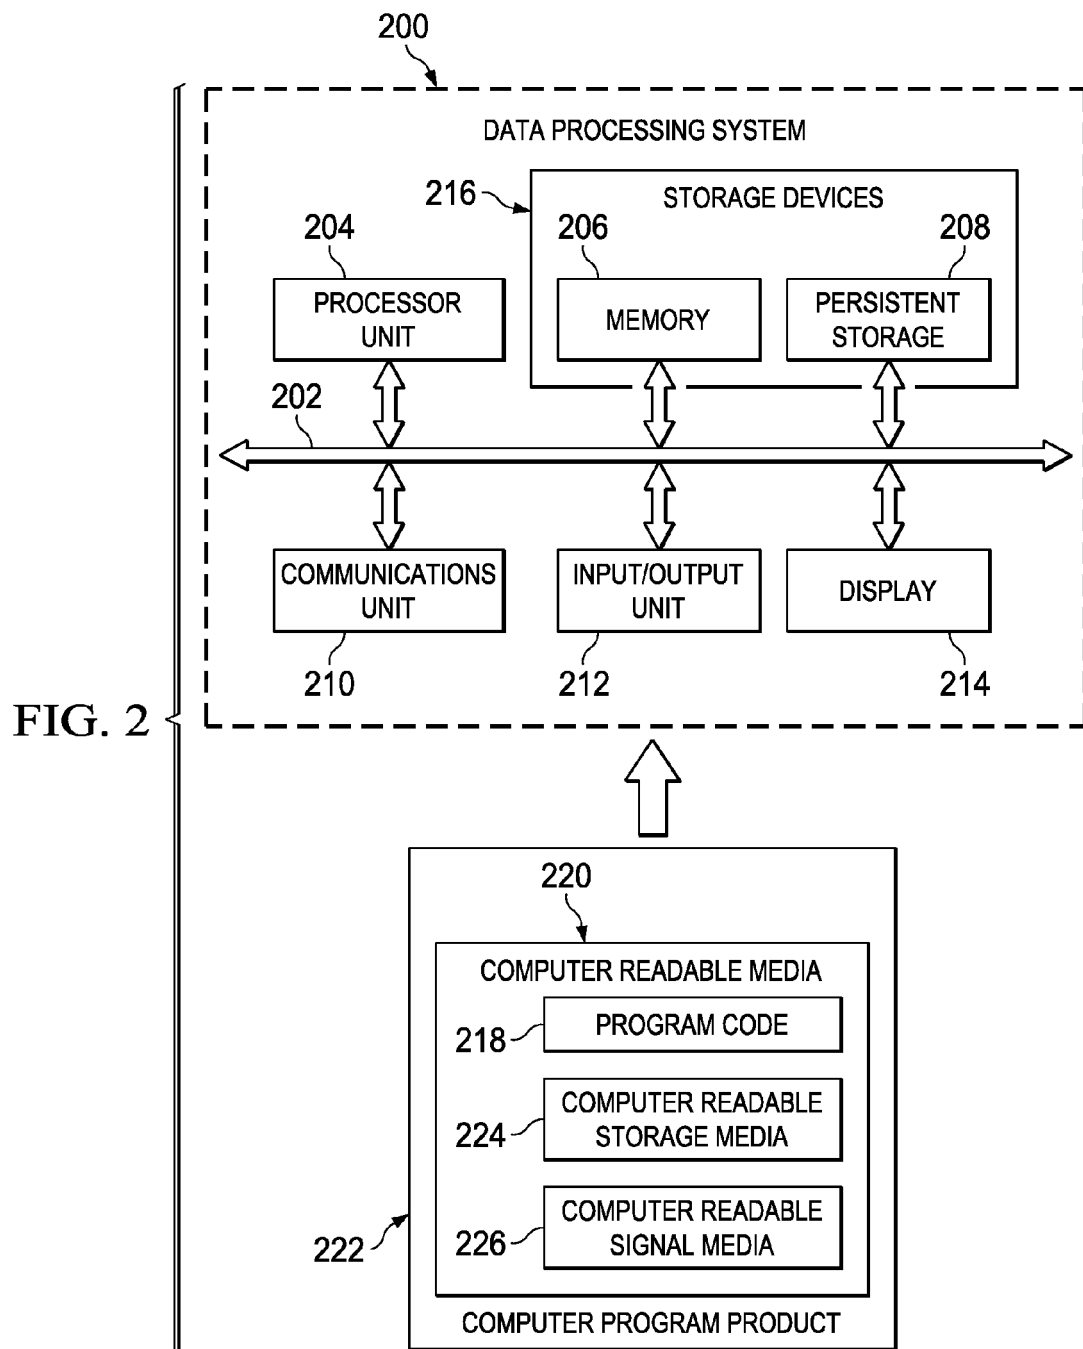 200
DATA PROCESSING SYSTEM
216
STORAGE DEVICES
204
206
208
PROCESSOR
UNIT
MEMORY
PERSISTENT
STORAGE
202
COMMUNICATIONS
UNIT
INPUT/OUTPUT
UNIT
DISPLAY
210
212
214
FIG. 2
220
COMPUTER READABLE MEDIA
218
PROGRAM CODE
224
COMPUTER READABLE
STORAGE MEDIA
226
COMPUTER READABLE
SIGNAL MEDIA
222
COMPUTER PROGRAM PRODUCT